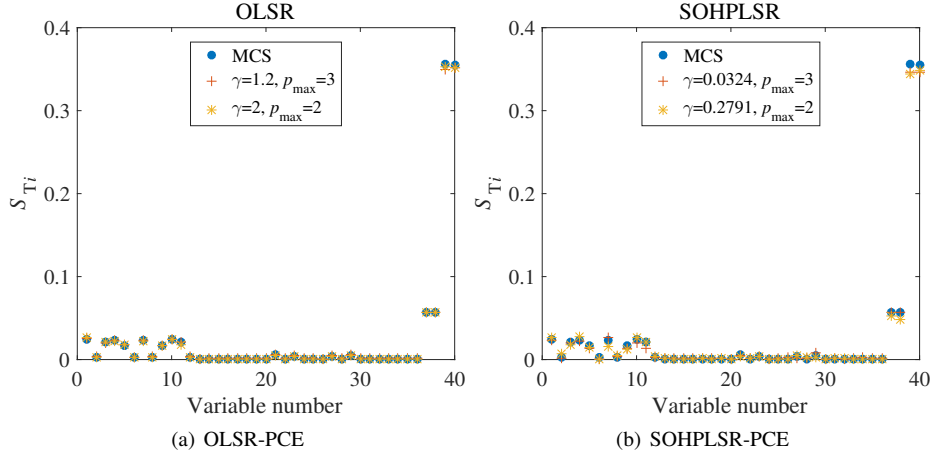 OLSR
0.4
0.3
0.2
0.1
0
S_Ti
MCS
γ=1.2, p_max=3
γ=2, p_max=2
0 10 20 30 40
Variable number
(a) OLSR-PCE
SOHPLSR
0.4
0.3
0.2
0.1
0
S_Ti
MCS
γ=0.0324, p_max=3
γ=0.2791, p_max=2
0 10 20 30 40
Variable number
(b) SOHPLSR-PCE